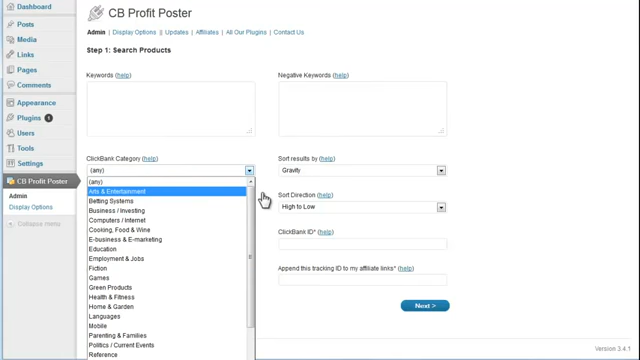 Dashboard
Posts
Media
Links
Pages
Comments
Appearance
Plugins 1
Users
Tools
Settings
CB Profit Poster
Admin
Display Options
Collapse menu
CB Profit Poster
Admin | Display Options || Updates | Affiliates | All Our Plugins | Contact Us
Step 1: Search Products
Keywords (help)
Negative Keywords (help)
ClickBank Category (help)
(any)
(any)
Arts & Entertainment
Betting Systems
Business / Investing
Computers / Internet
Cooking, Food & Wine
E-business & E-marketing
Education
Employment & Jobs
Fiction
Games
Green Products
Health & Fitness
Home & Garden
Languages
Mobile
Parenting & Families
Politics / Current Events
Reference
Sort results by (help)
Gravity
Sort Direction (help)
High to Low
ClickBank ID* (help)
Append this tracking ID to my affiliate links* (help)
Next >
Version 3.4.1